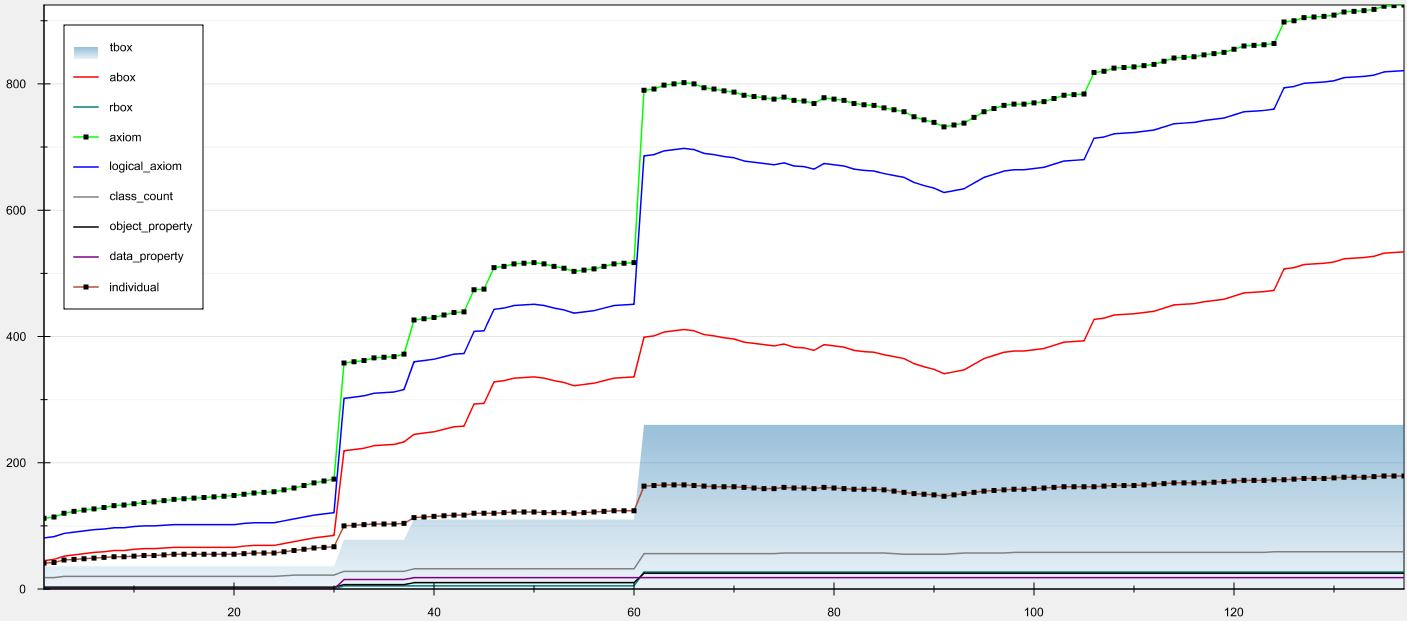 tbox
abox
rbox
axiom
logical_axiom
class_count
object_property
data_property
individual
800
600
400
200
0
20 40 60 80 100 120